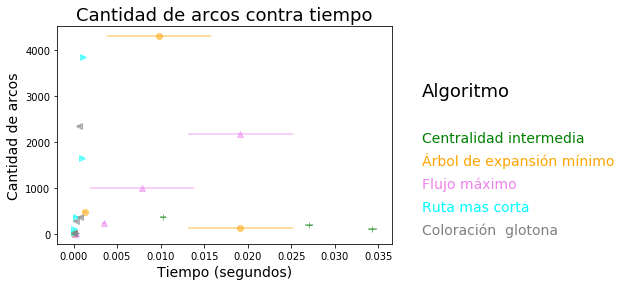 Cantidad de arcos contra tiempo
4000
3000
2000
1000
0
Cantidad de arcos
0.000 0.005 0.010 0.015 0.020 0.025 0.030 0.035
Tiempo (segundos)
Algoritmo
Centralidad intermedia
Árbol de expansión mínimo
Flujo máximo
Ruta mas corta
Coloración  glotona